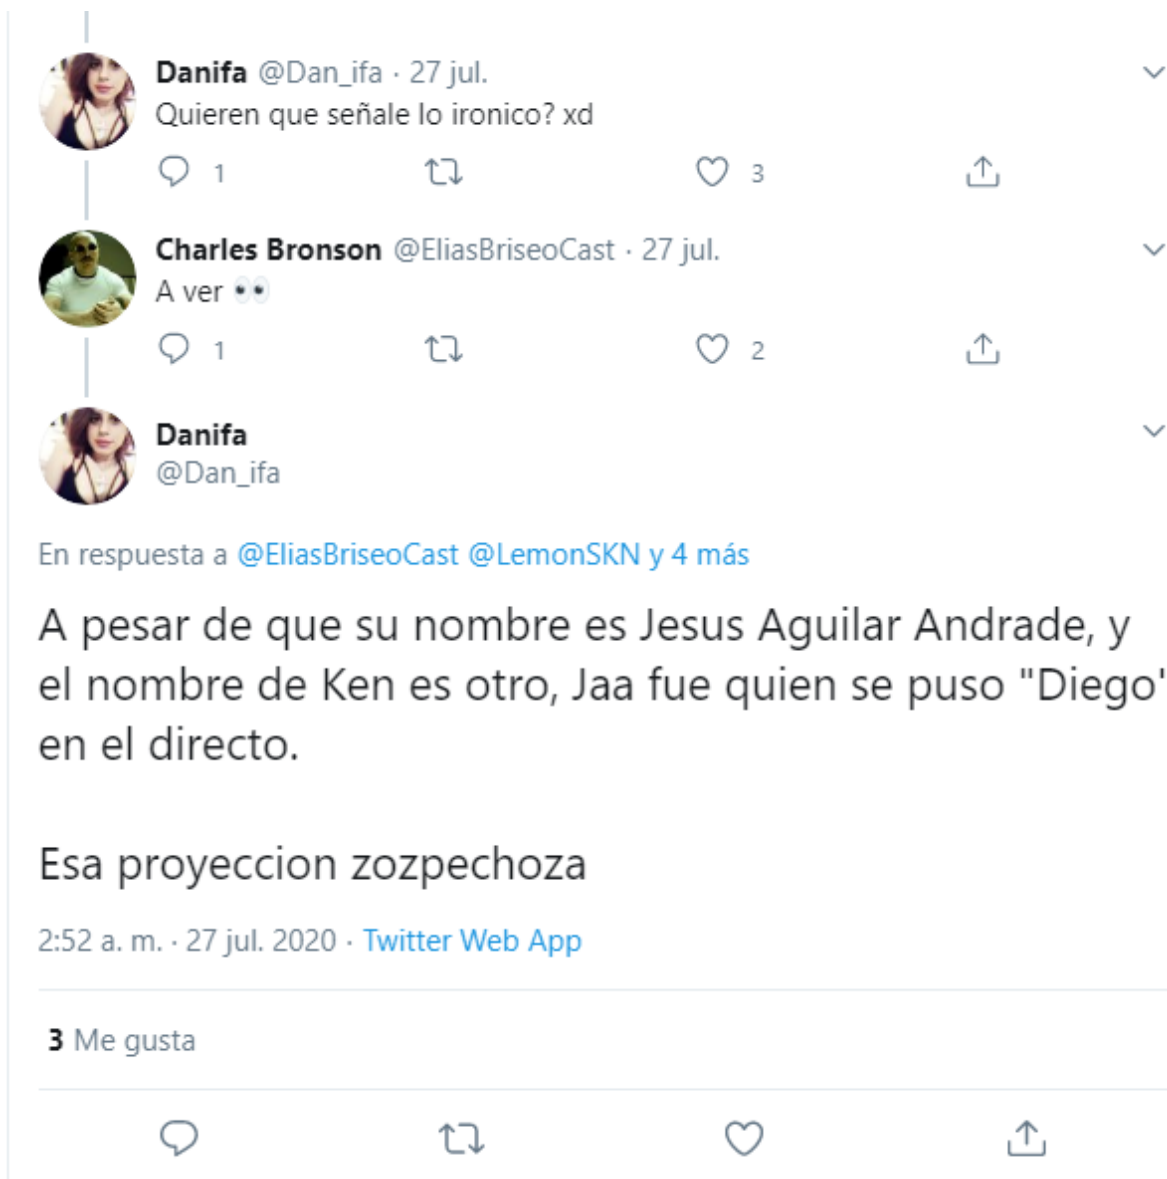 Danifa @Dan_ifa · 27 jul.
Quieren que señale lo ironico? xd
1 3
Charles Bronson @EliasBriseoCast · 27 jul.
A ver 👀
1 2
Danifa
@Dan_ifa
En respuesta a @EliasBriseoCast @LemonSKN y 4 más
A pesar de que su nombre es Jesus Aguilar Andrade, y
el nombre de Ken es otro, Jaa fue quien se puso "Diego"
en el directo.
Esa proyeccion zozpechoza
2:52 a. m. · 27 jul. 2020 · Twitter Web App
3 Me gusta